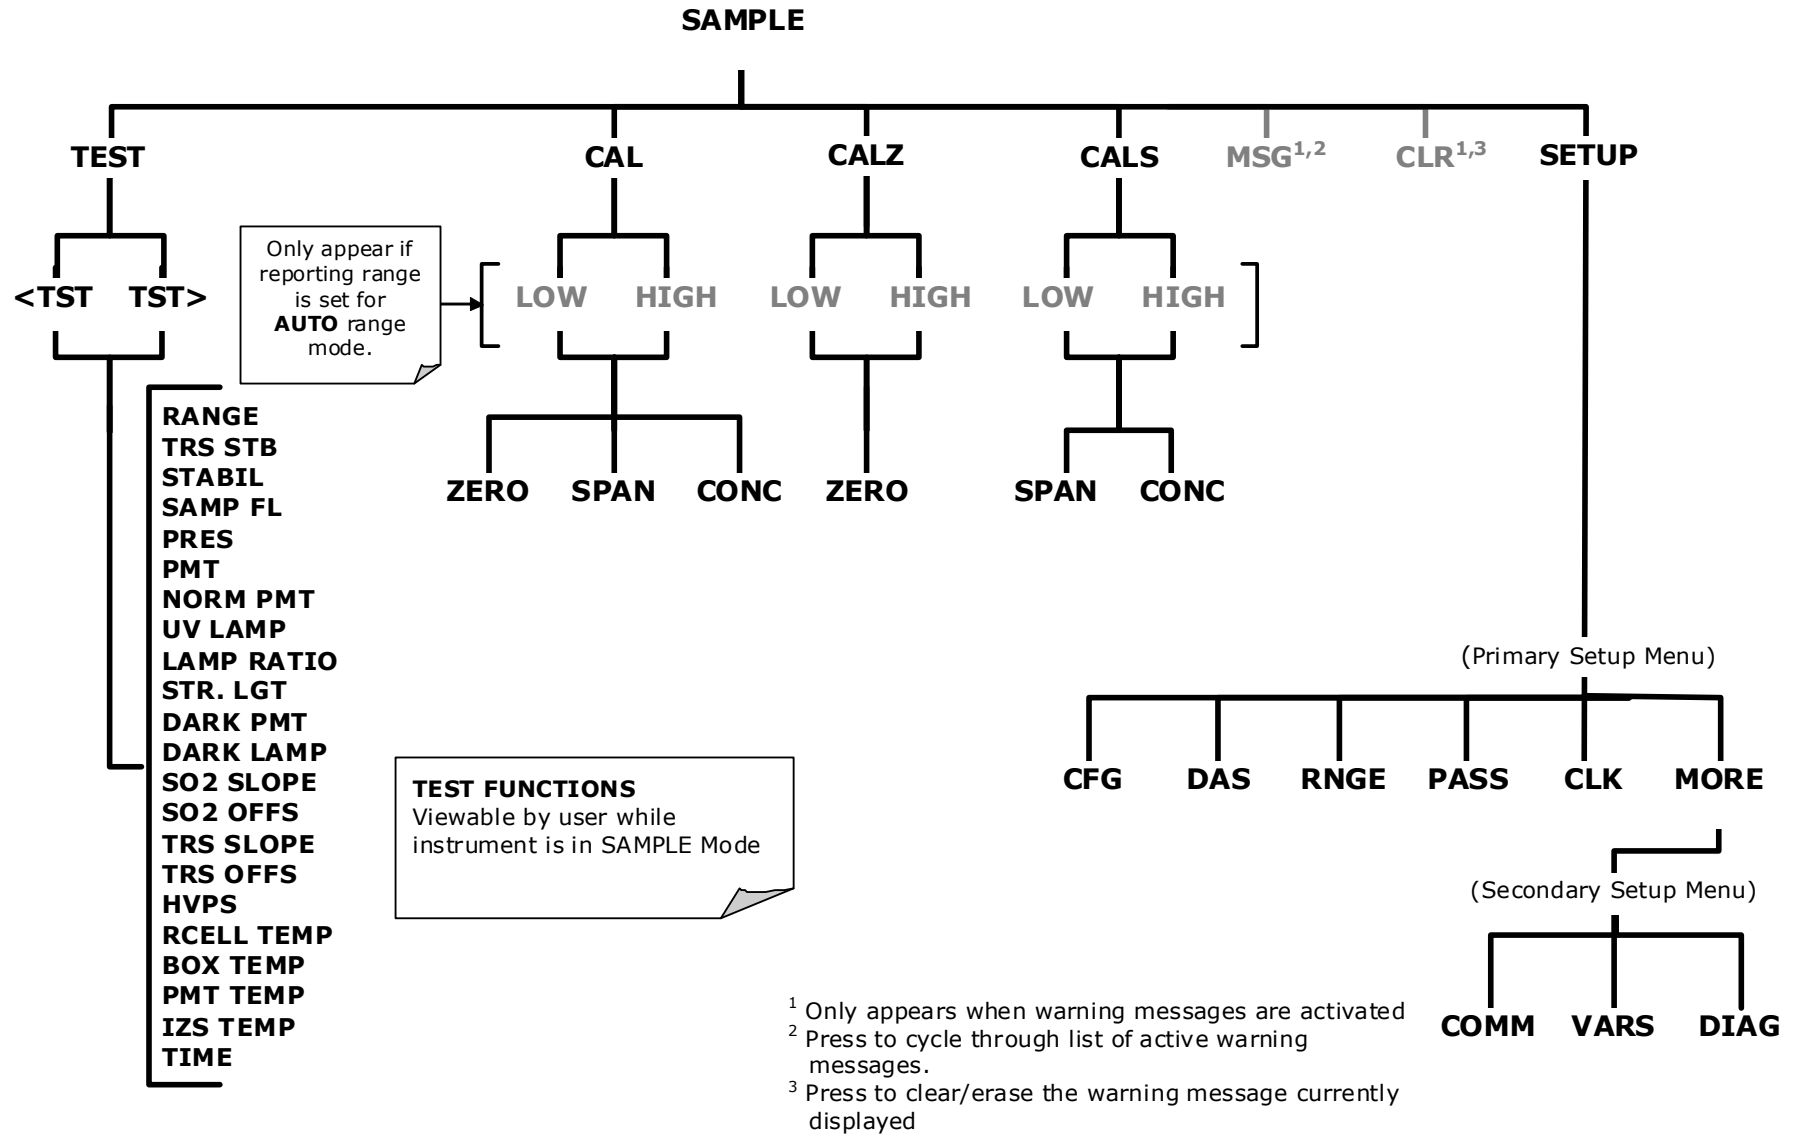 SAMPLE
TEST CAL CALZ CALS MSG1,2 CLR1,3 SETUP
Only appear if
reporting range
is set for
AUTO range
mode.
<TST TST> LOW HIGH LOW HIGH LOW HIGH
ZERO SPAN CONC ZERO SPAN CONC
RANGE
TRS STB
STABIL
SAMP FL
PRES
PMT
NORM PMT
UV LAMP
LAMP RATIO
STR. LGT
DARK PMT
DARK LAMP
SO2 SLOPE
SO2 OFFS
TRS SLOPE
TRS OFFS
HVPS
RCELL TEMP
BOX TEMP
PMT TEMP
IZS TEMP
TIME
TEST FUNCTIONS
Viewable by user while
instrument is in SAMPLE Mode
(Primary Setup Menu)
CFG DAS RNGE PASS CLK MORE
(Secondary Setup Menu)
COMM VARS DIAG
1 Only appears when warning messages are activated
2 Press to cycle through list of active warning
messages.
3 Press to clear/erase the warning message currently
displayed